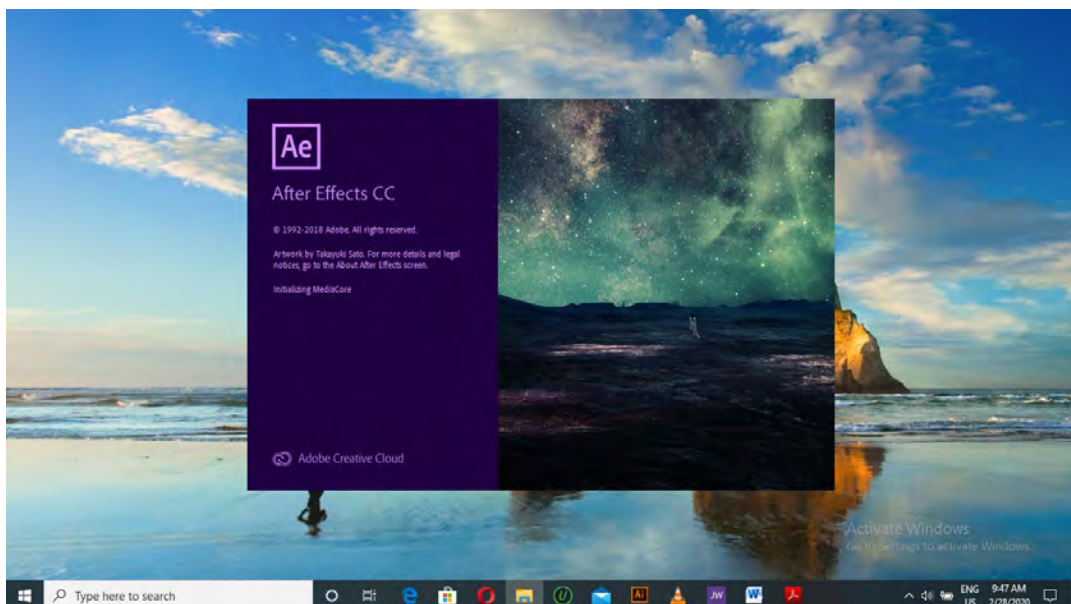 Ae
After Effects CC
© 1992-2018 Adobe. All rights reserved.
Artwork by Takayuki Sato. For more details and legal
notices, go to the About After Effects screen.
Initializing MediaCore
Adobe Creative Cloud
Activate Windows
Go to Settings to activate Windows.
Type here to search
Ai
JW
W
ENG
US
9:47 AM
2/28/2020